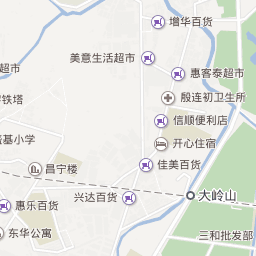 增华百货
美意生活超市
超市
惠客泰超市
铁塔
殷连初卫生所
信顺便利店
基小学
开心住宿
佳美百货
昌宁楼
兴达百货
大岭山
惠乐百货
东华公寓
三和批发部